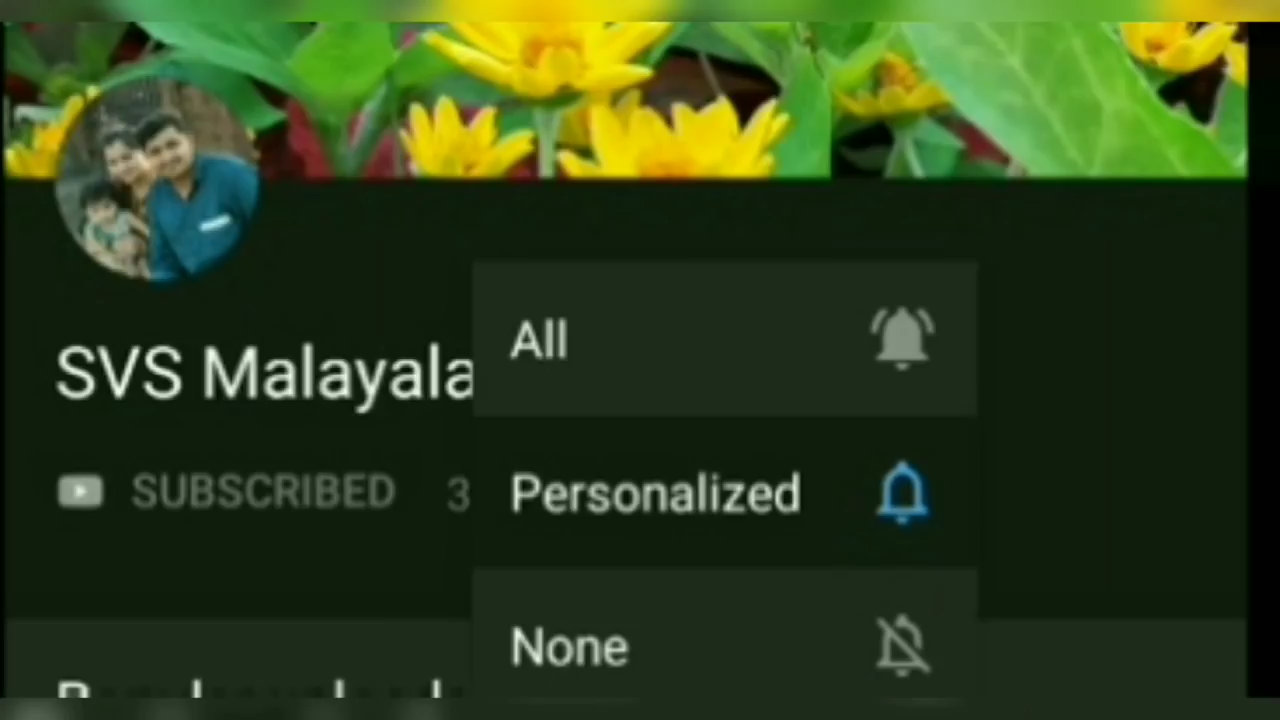 SVS Malayala
SUBSCRIBED 3
All
Personalized
None